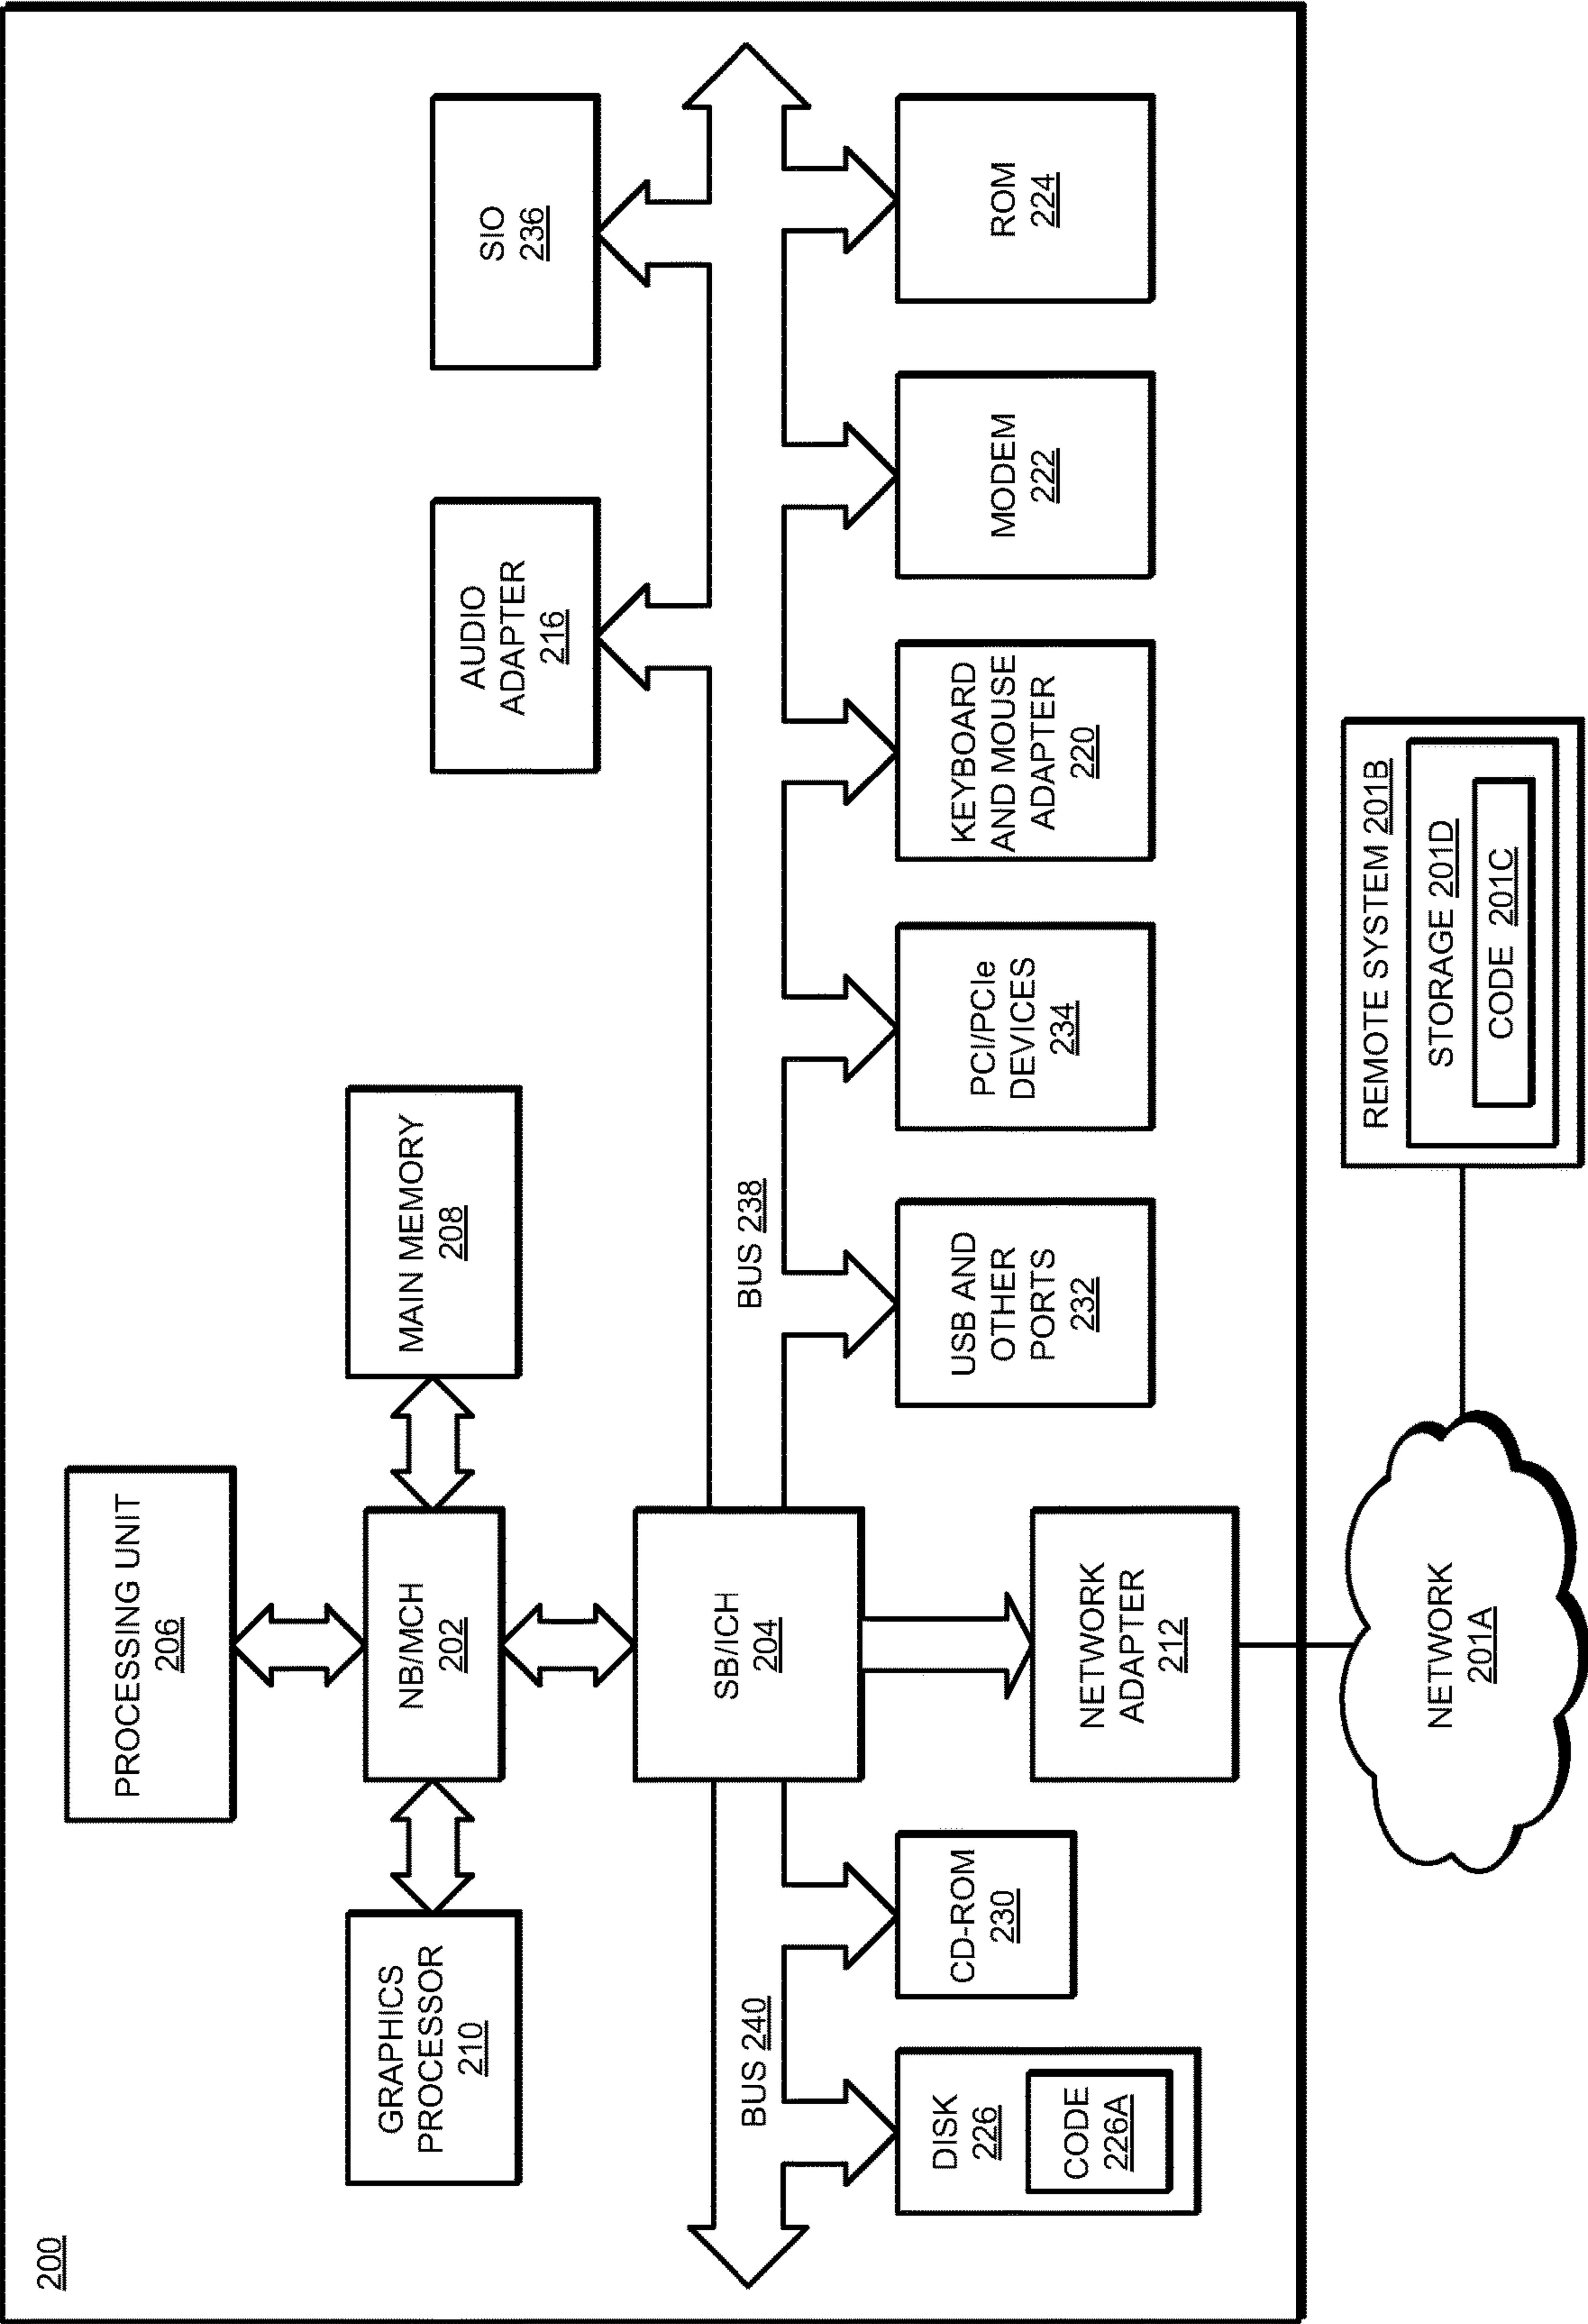 200
PROCESSING UNIT
206
GRAPHICS
PROCESSOR
210
NB/MCH
202
MAIN MEMORY
208
AUDIO
ADAPTER
216
SIO
236
SB/ICH
204
BUS 240
BUS 238
DISK
226
CODE
226A
CD-ROM
230
NETWORK
ADAPTER
212
USB AND
OTHER
PORTS
232
PCI/PCIe
DEVICES
234
KEYBOARD
AND MOUSE
ADAPTER
220
MODEM
222
ROM
224
NETWORK
201A
REMOTE SYSTEM 201B
STORAGE 201D
CODE 201C